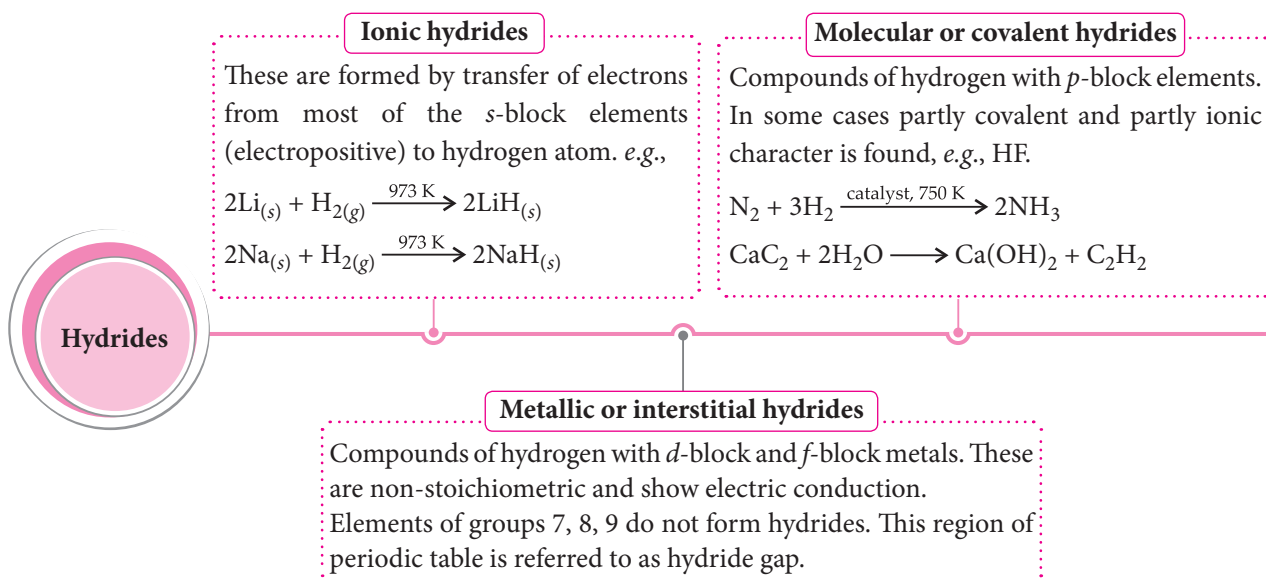 Hydrides
Ionic hydrides
These are formed by transfer of electrons
from most of the s-block elements
(electropositive) to hydrogen atom. e.g.,
2Li(s) + H2(g) 973 K⟶ 2LiH(s)
2Na(s) + H2(g) 973 K⟶ 2NaH(s)
Molecular or covalent hydrides
Compounds of hydrogen with p-block elements.
In some cases partly covalent and partly ionic
character is found, e.g., HF.
N2 + 3H2 catalyst, 750 K⟶ 2NH3
CaC2 + 2H2O ⟶ Ca(OH)2 + C2H2
Metallic or interstitial hydrides
Compounds of hydrogen with d-block and f-block metals. These
are non-stoichiometric and show electric conduction.
Elements of groups 7, 8, 9 do not form hydrides. This region of
periodic table is referred to as hydride gap.